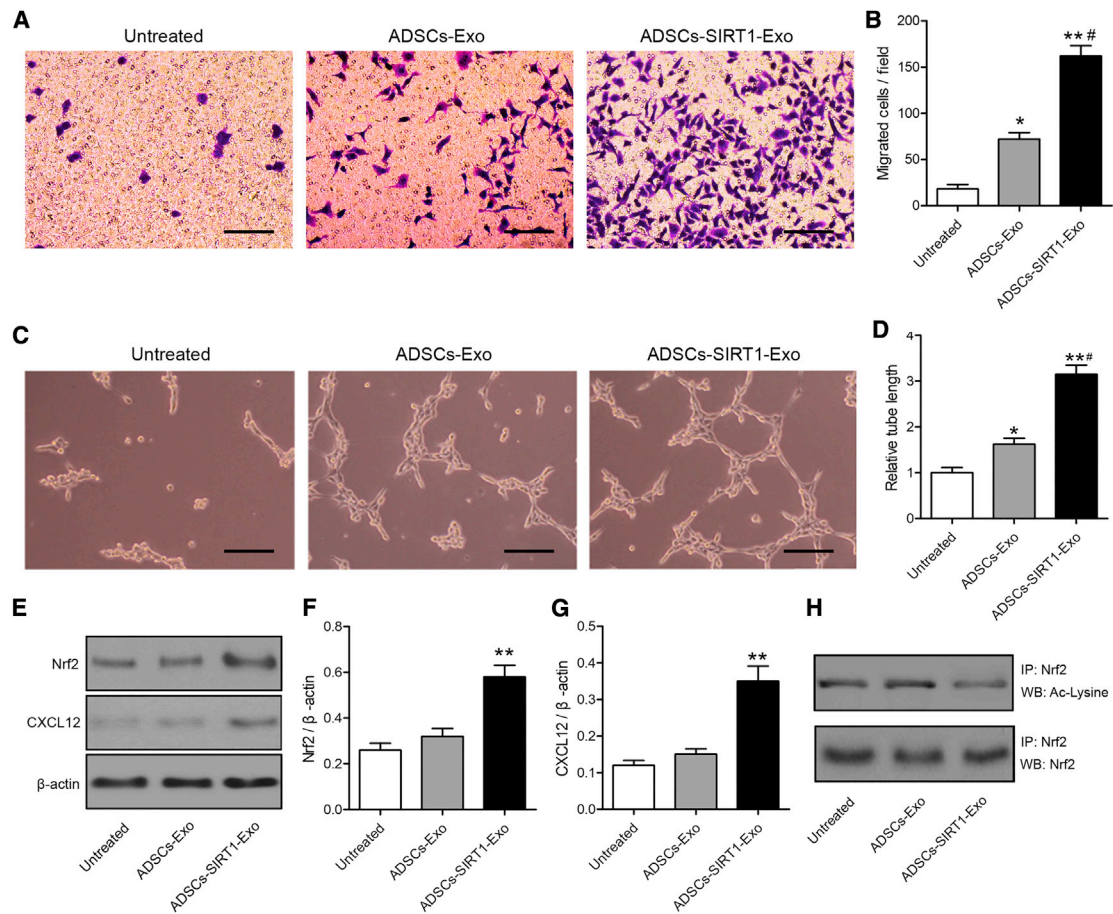 A
Untreated
ADSCs-Exo
ADSCs-SIRT1-Exo
B
Migrated cells / field
200
150
100
50
0
*
** #
Untreated
ADSCs-Exo
ADSCs-SIRT1-Exo
C
Untreated
ADSCs-Exo
ADSCs-SIRT1-Exo
D
Relative tube length
4
3
2
1
0
*
**#
Untreated
ADSCs-Exo
ADSCs-SIRT1-Exo
E
Nrf2
CXCL12
β-actin
Untreated
ADSCs-Exo
ADSCs-SIRT1-Exo
F
Nrf2 / β -actin
0.8
0.6
0.4
0.2
0.0
**
Untreated
ADSCs-Exo
ADSCs-SIRT1-Exo
G
CXCL12 / β -actin
0.5
0.4
0.3
0.2
0.1
0.0
**
Untreated
ADSCs-Exo
ADSCs-SIRT1-Exo
H
IP: Nrf2
WB: Ac-Lysine
IP: Nrf2
WB: Nrf2
Untreated
ADSCs-Exo
ADSCs-SIRT1-Exo